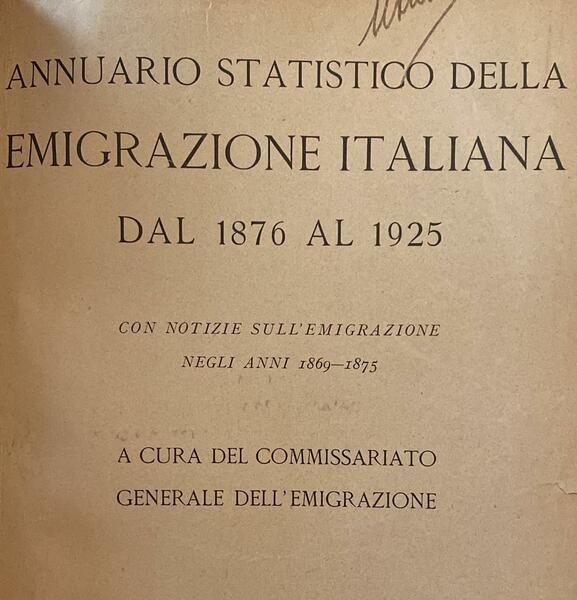 ANNUARIO STATISTICO DELLA
EMIGRAZIONE ITALIANA
DAL 1876 AL 1925
CON NOTIZIE SULL'EMIGRAZIONE
NEGLI ANNI 1869—1875
A CURA DEL COMMISSARIATO
GENERALE DELL'EMIGRAZIONE